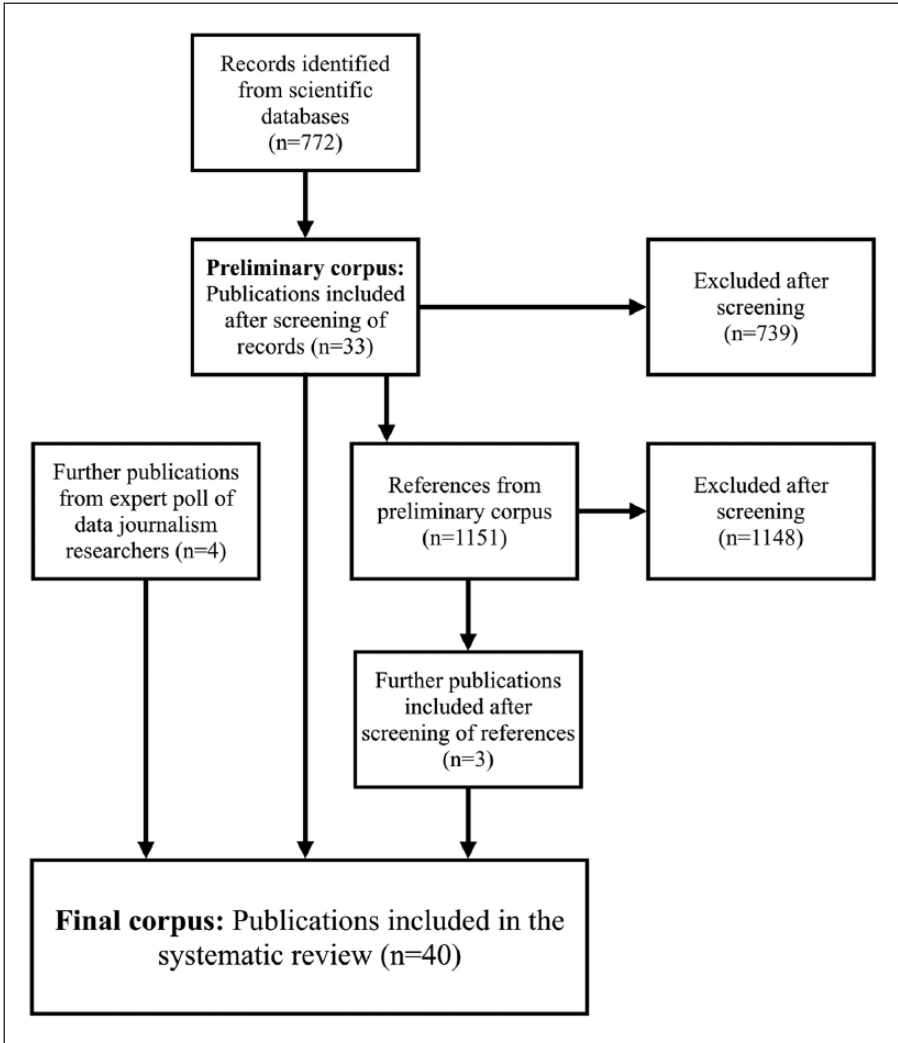 Records identified
from scientific
databases
(n=772)
Preliminary corpus:
Publications included
after screening of
records (n=33)
Excluded after
screening
(n=739)
Further publications
from expert poll of
data journalism
researchers (n=4)
References from
preliminary corpus
(n=1151)
Excluded after
screening
(n=1148)
Further publications
included after
screening of references
(n=3)
Final corpus: Publications included in the
systematic review (n=40)